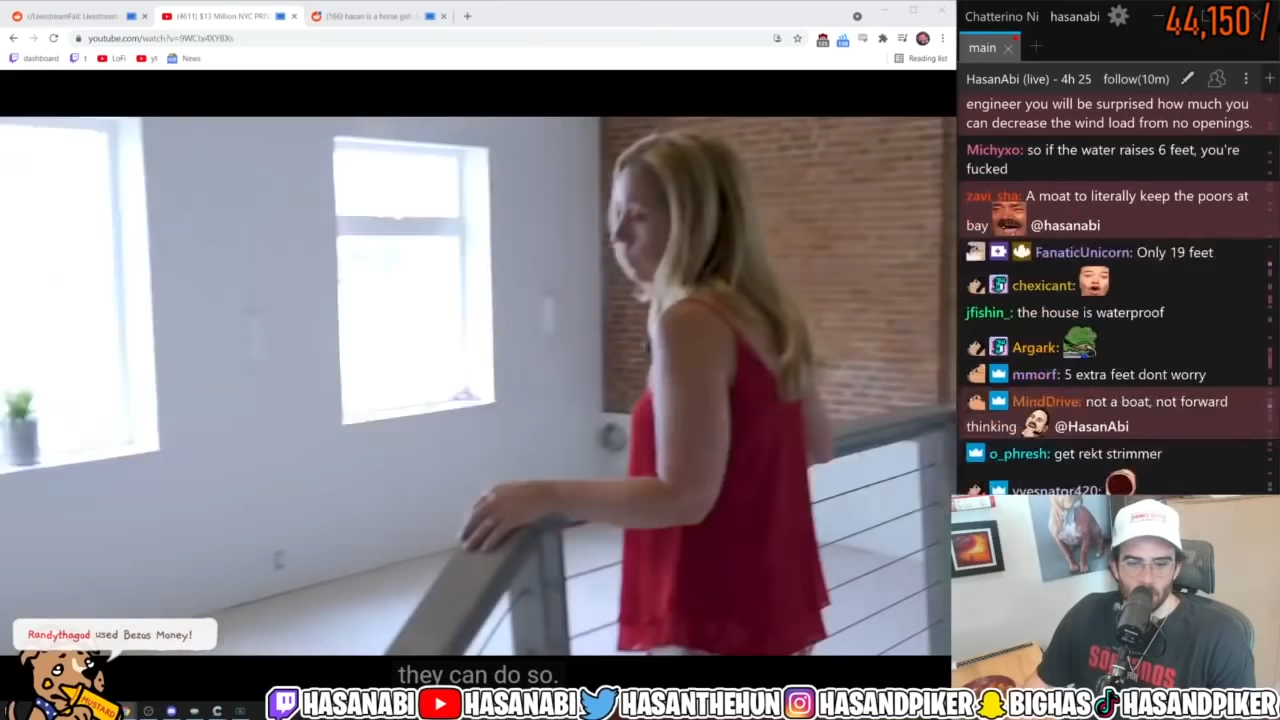 r/LivestreamFail: Livestream
(4611) $13 Million NYC PRIV
(166) hasan is a horse girl :
youtube.com/watch?v=9WCtx4XY8Xs
dashboard
t
LoFi
yt
News
Reading list
Chatterino Ni
hasanabi
44,150 /
main
HasanAbi (live) - 4h 25
follow(10m)
engineer you will be surprised how much you
can decrease the wind load from no openings.
Michyxo: so if the water raises 6 feet, you're
fucked
zavi_sha: A moat to literally keep the poors at
bay @hasanabi
FanaticUnicorn: Only 19 feet
chexicant:
jfishin_: the house is waterproof
Argark:
mmorf: 5 extra feet dont worry
MindDrive: not a boat, not forward
thinking @HasanAbi
o_phresh: get rekt strimmer
yvesnator420:
Randythagod used Bezos Money!
MUSTARD
they can do so.
HASANABI
HASANABI
HASANTHEHUN
HASANDPIKER
BIGHAS
HASANDPIKER